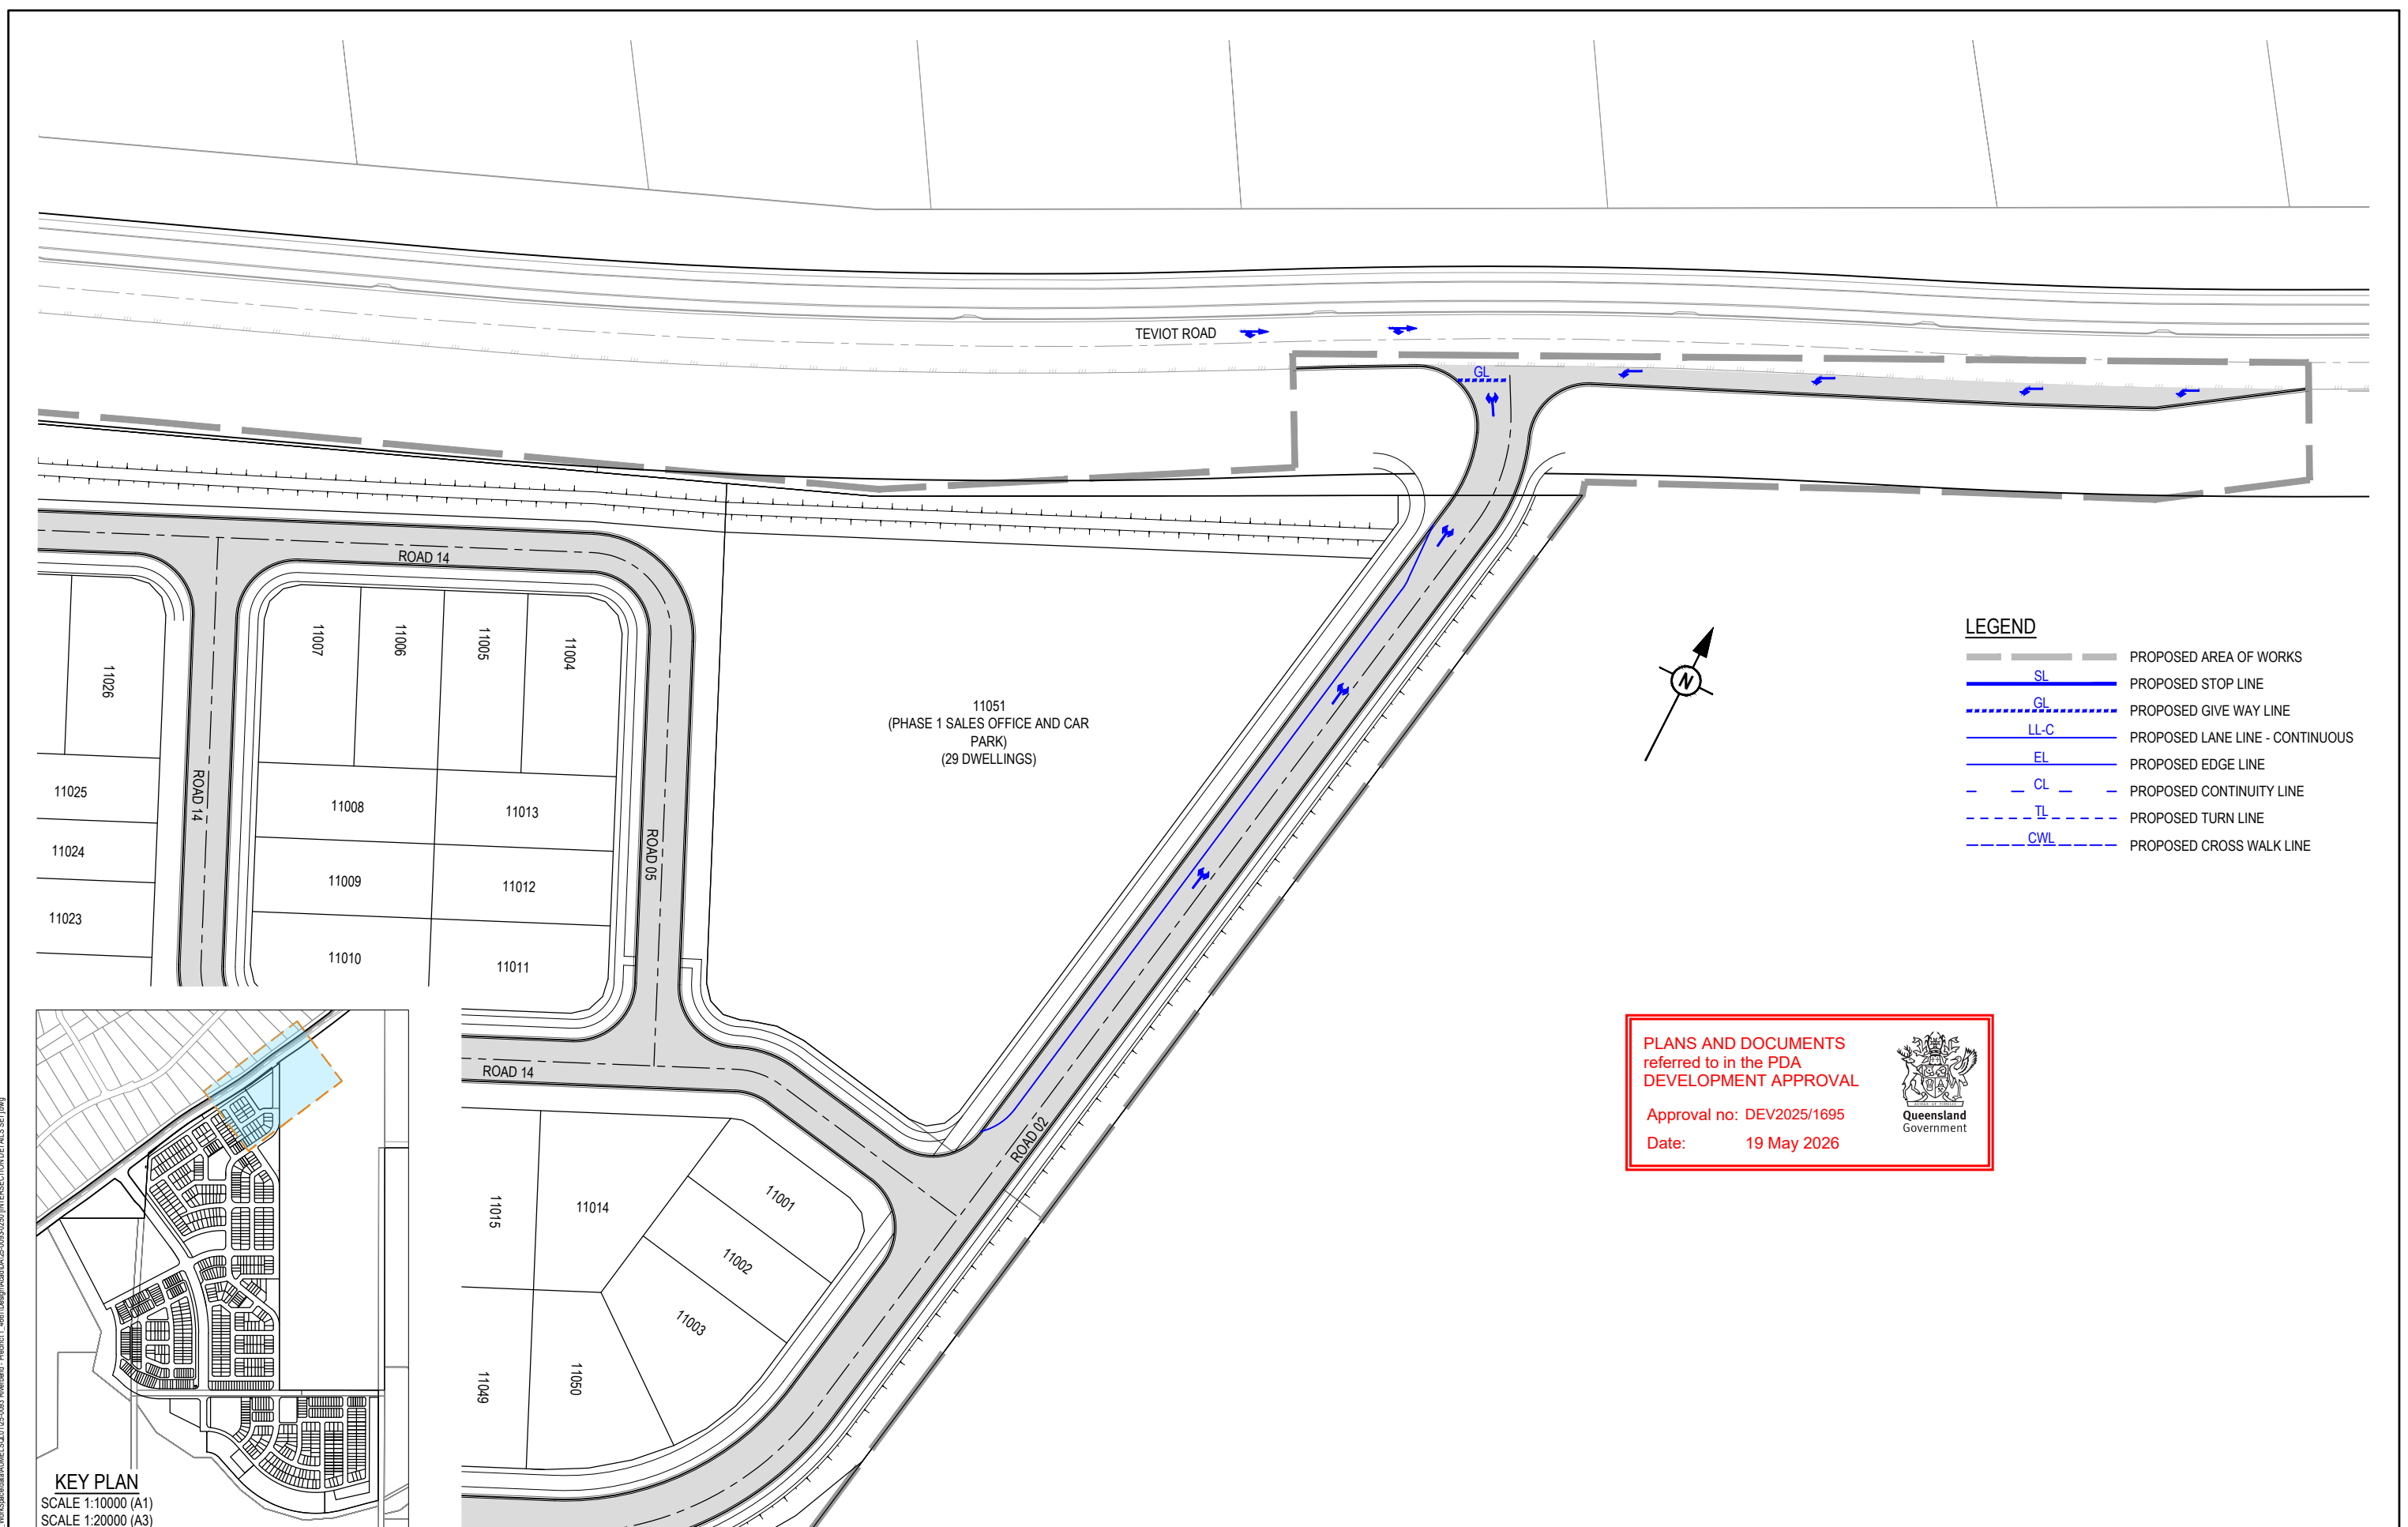 TEVIOT ROAD
GL
ROAD 14
11007
11006
11005
11004
11026
11051
(PHASE 1 SALES OFFICE AND CAR
PARK)
(29 DWELLINGS)
N
LEGEND
PROPOSED AREA OF WORKS
SL
PROPOSED STOP LINE
GL
PROPOSED GIVE WAY LINE
LL-C
PROPOSED LANE LINE - CONTINUOUS
EL
PROPOSED EDGE LINE
CL
PROPOSED CONTINUITY LINE
TL
PROPOSED TURN LINE
CWL
PROPOSED CROSS WALK LINE
11025
ROAD 14
11008
11013
ROAD 05
11024
11009
11012
11023
11010
11011
ROAD 14
ROAD 02
11015
11014
11001
11002
11003
11049
11050
PLANS AND DOCUMENTS
referred to in the PDA
DEVELOPMENT APPROVAL
Approval no: DEV2025/1695
Date: 19 May 2026
Queensland
Government
KEY PLAN
SCALE 1:10000 (A1)
SCALE 1:20000 (A3)